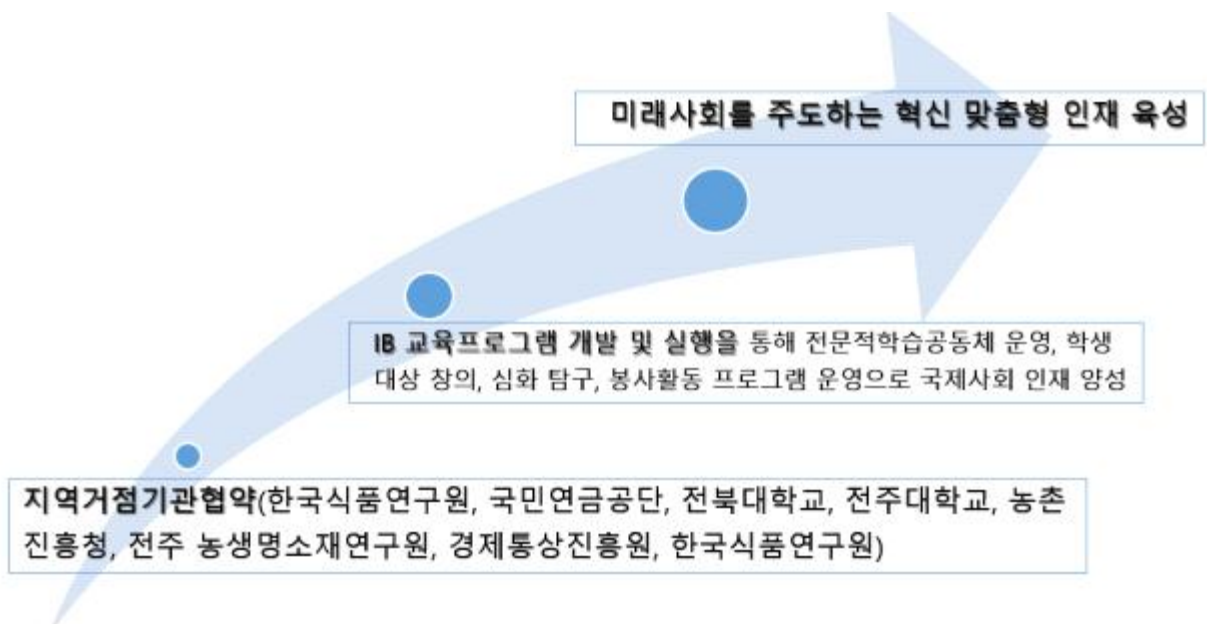 미래사회를 주도하는 혁신 맞춤형 인재 육성
IB 교육프로그램 개발 및 실행을 통해 전문적학습공동체 운영, 학생
대상 창의, 심화 탐구, 봉사활동 프로그램 운영으로 국제사회 인재 양성
지역거점기관협약(한국식품연구원, 국민연금공단, 전북대학교, 전주대학교, 농촌
진흥청, 전주 농생명소재연구원, 경제통상진흥원, 한국식품연구원)